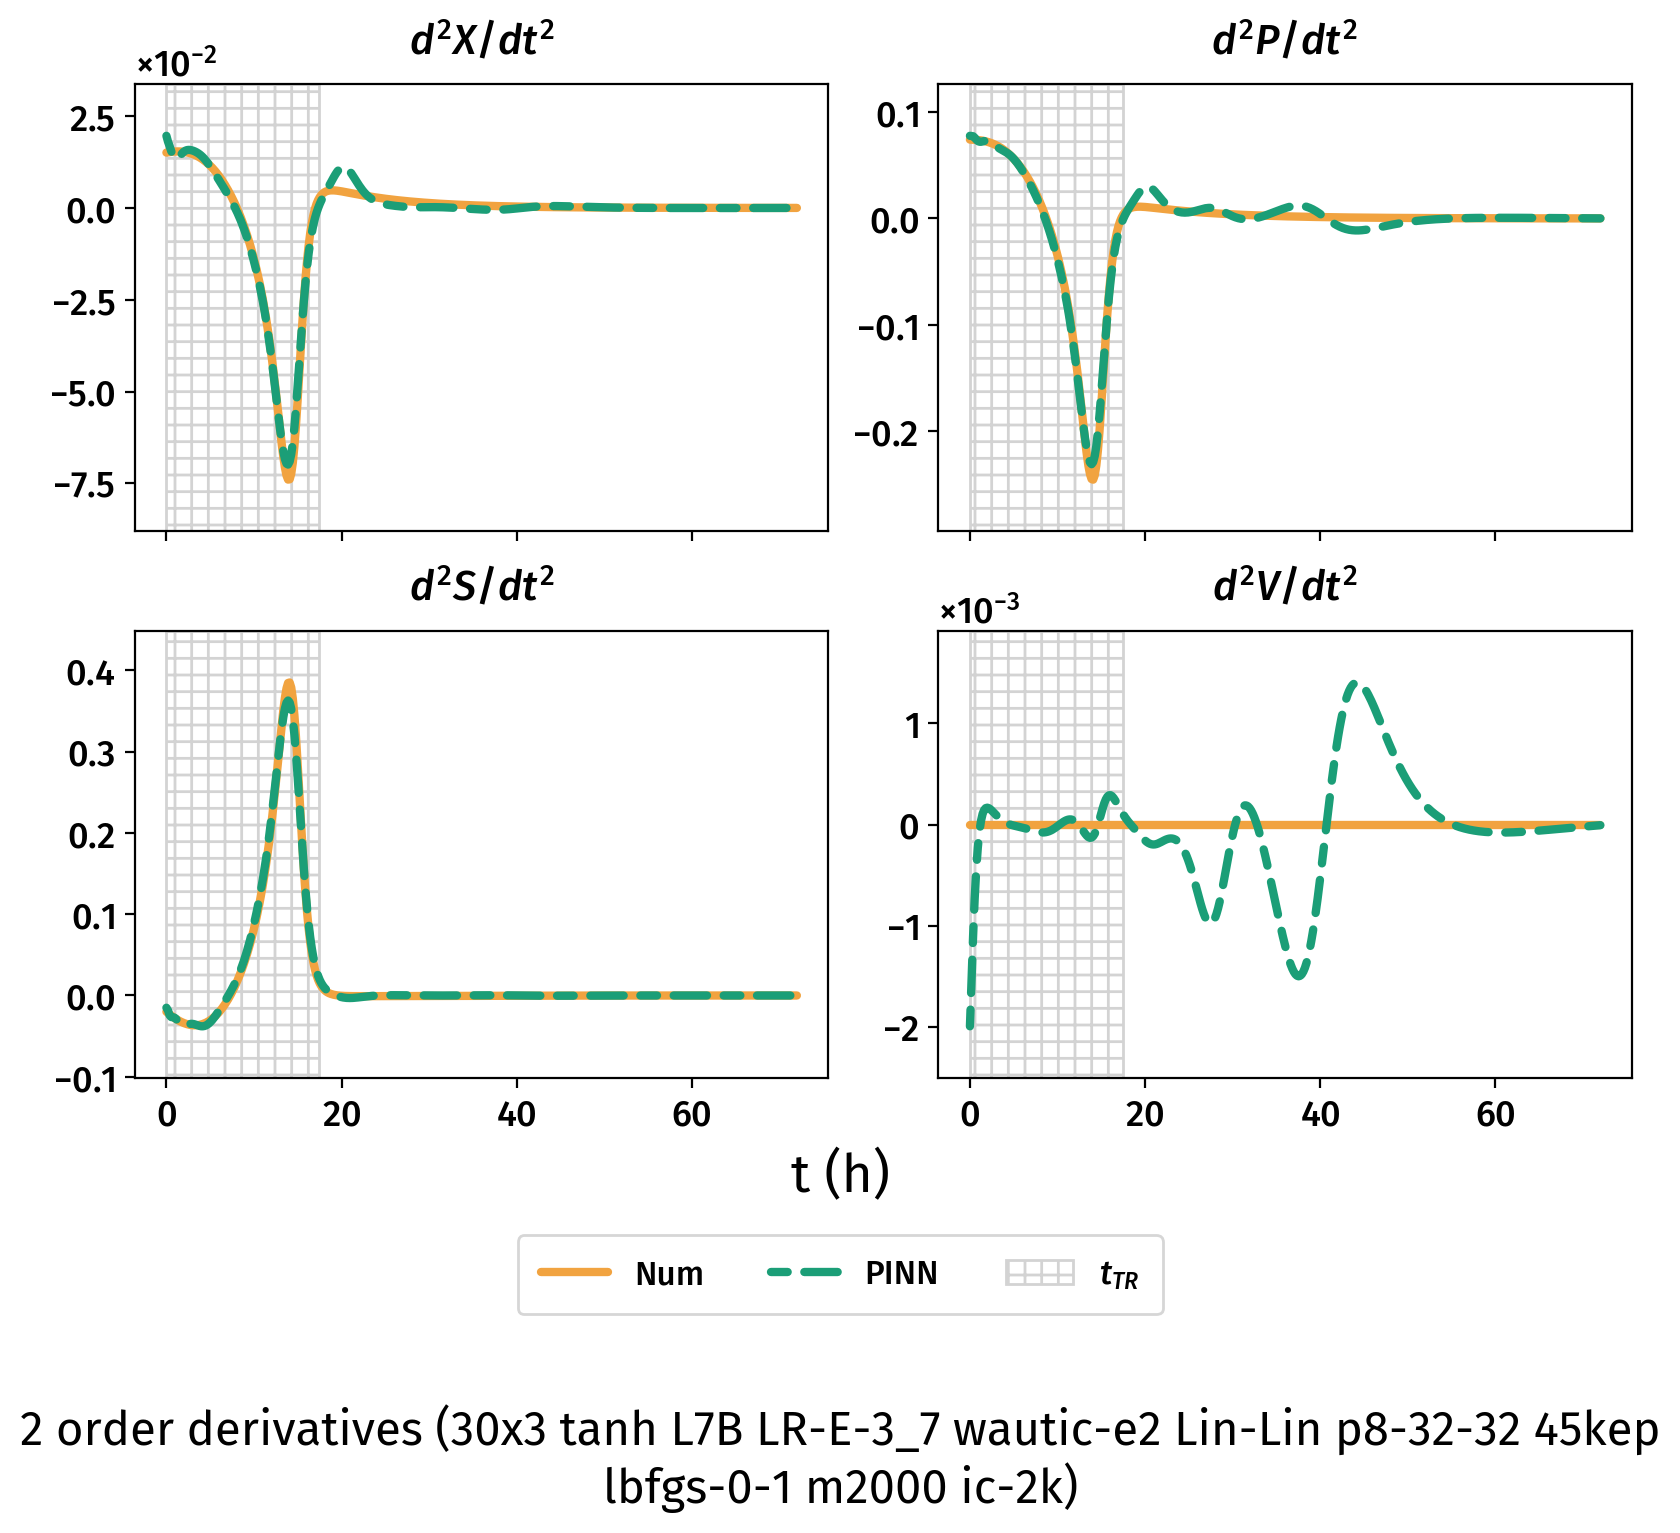 d²X/dt²
×10⁻²
2.5
0.0
−2.5
−5.0
−7.5
d²P/dt²
0.1
0.0
−0.1
−0.2
d²S/dt²
0.4
0.3
0.2
0.1
0.0
−0.1
0 20 40 60
d²V/dt²
×10⁻³
1
0
−1
−2
0 20 40 60
t (h)
Num PINN t_TR
2 order derivatives (30x3 tanh L7B LR-E-3_7 wautic-e2 Lin-Lin p8-32-32 45kep
lbfgs-0-1 m2000 ic-2k)